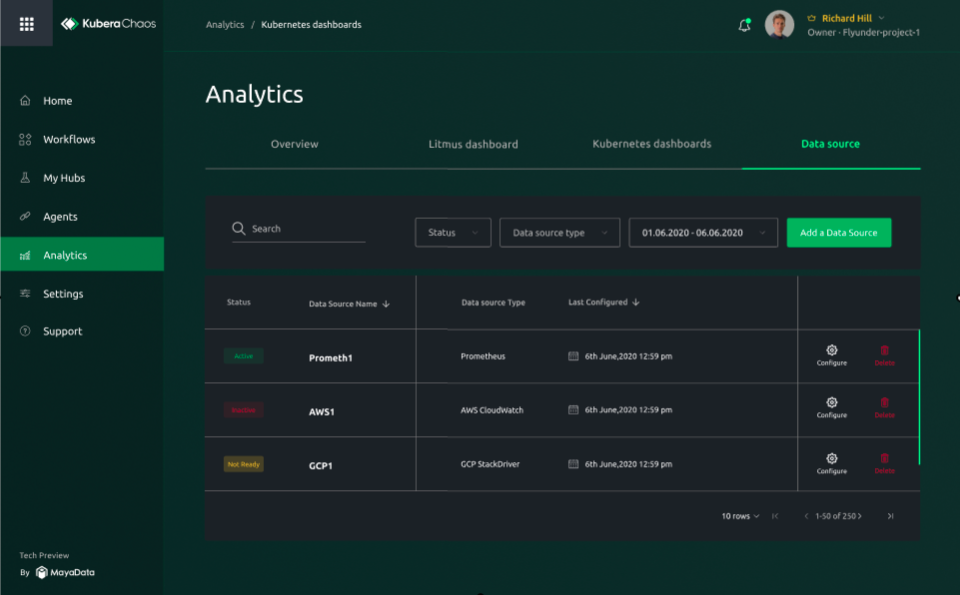 Kubera Chaos
Analytics / Kubernetes dashboards
Richard Hill
Owner · Flyunder-project-1
Home
Workflows
My Hubs
Agents
Analytics
Settings
Support
Tech Preview
By MayaData
Analytics
Overview Litmus dashboard Kubernetes dashboards Data source
Search Status Data source type 01.06.2020 - 06.06.2020 Add a Data Source
Status Data Source Name Data source Type Last Configured
Active Prometh1 Prometheus 6th June,2020 12:59 pm Configure Delete
Inactive AWS1 AWS CloudWatch 6th June,2020 12:59 pm Configure Delete
Not Ready GCP1 GCP StackDriver 6th June,2020 12:59 pm Configure Delete
10 rows 1-50 of 250